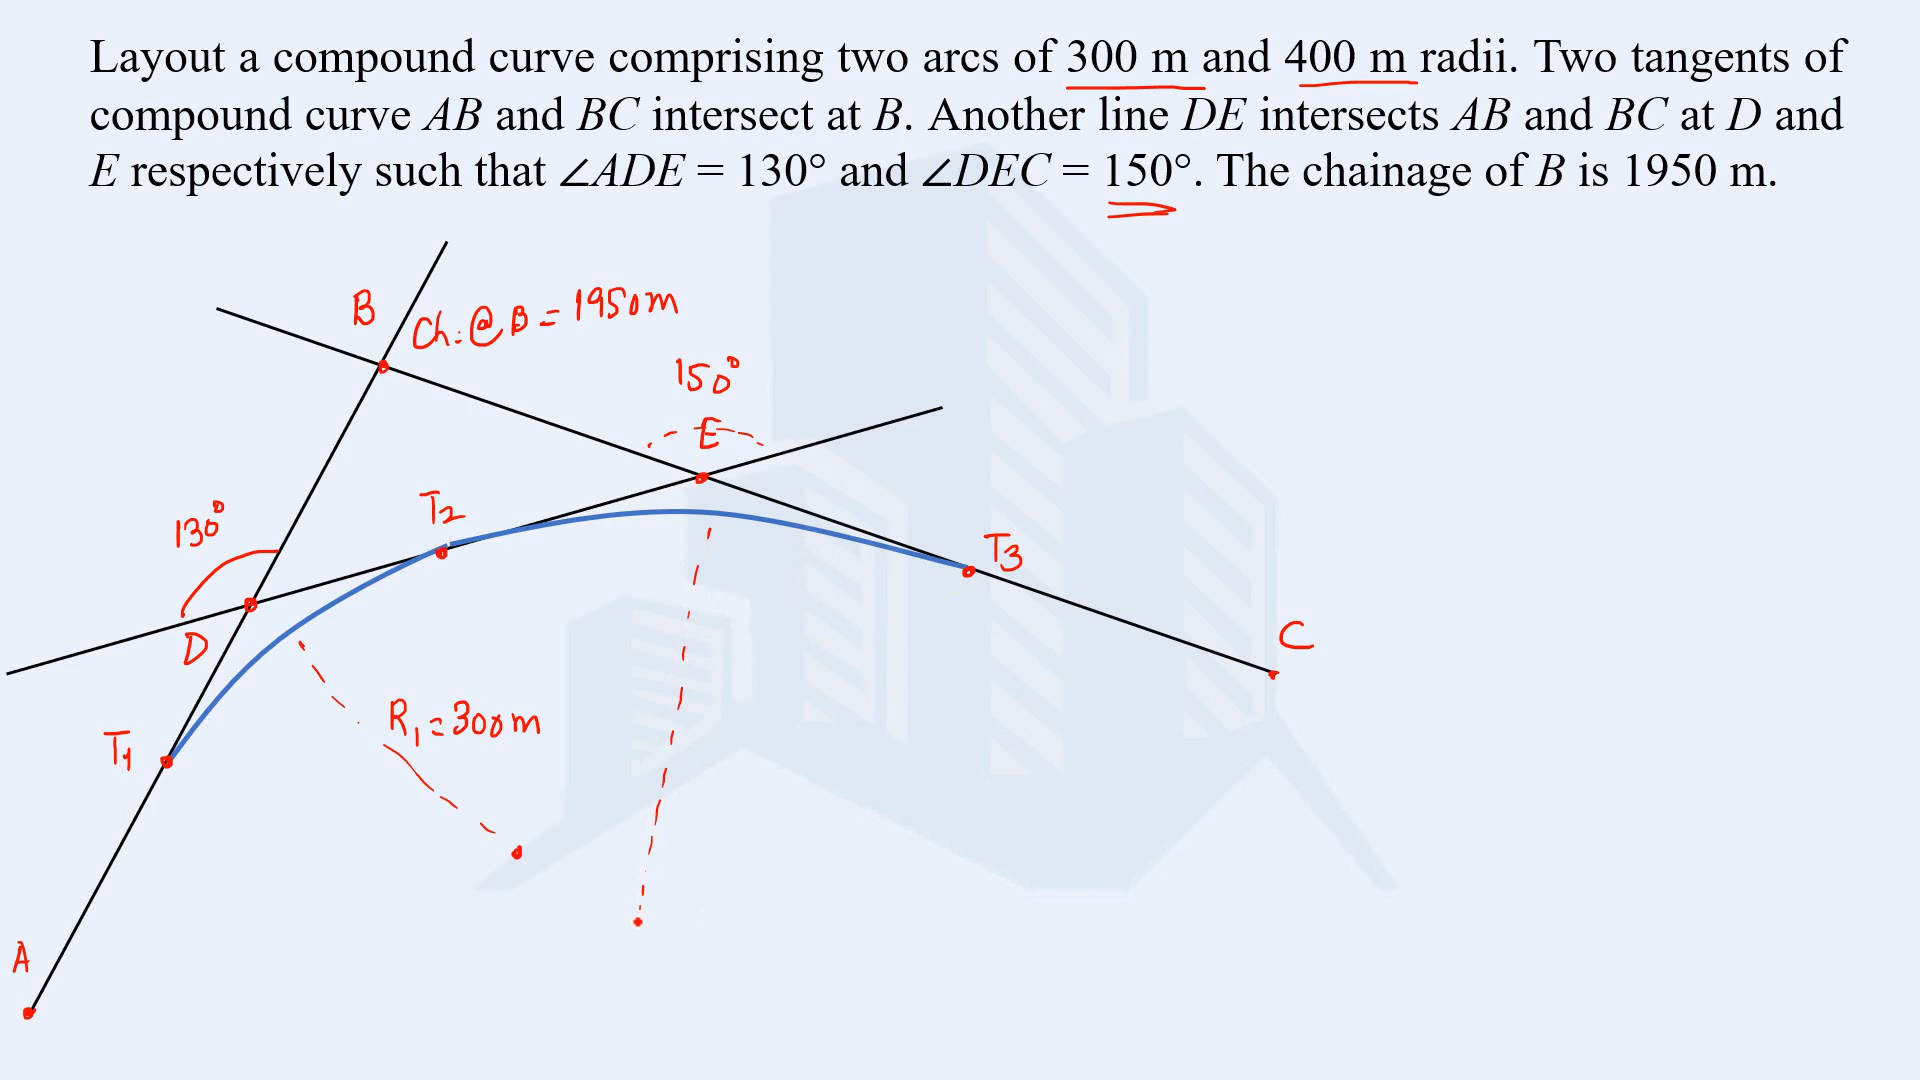 Layout a compound curve comprising two arcs of 300 m and 400 m radii. Two tangents of
compound curve AB and BC intersect at B. Another line DE intersects AB and BC at D and
E respectively such that ∠ADE = 130° and ∠DEC = 150°. The chainage of B is 1950 m.
B
Ch:@ B = 1950m
150°
E
T2
130°
T3
D
C
R1 = 300m
T1
A